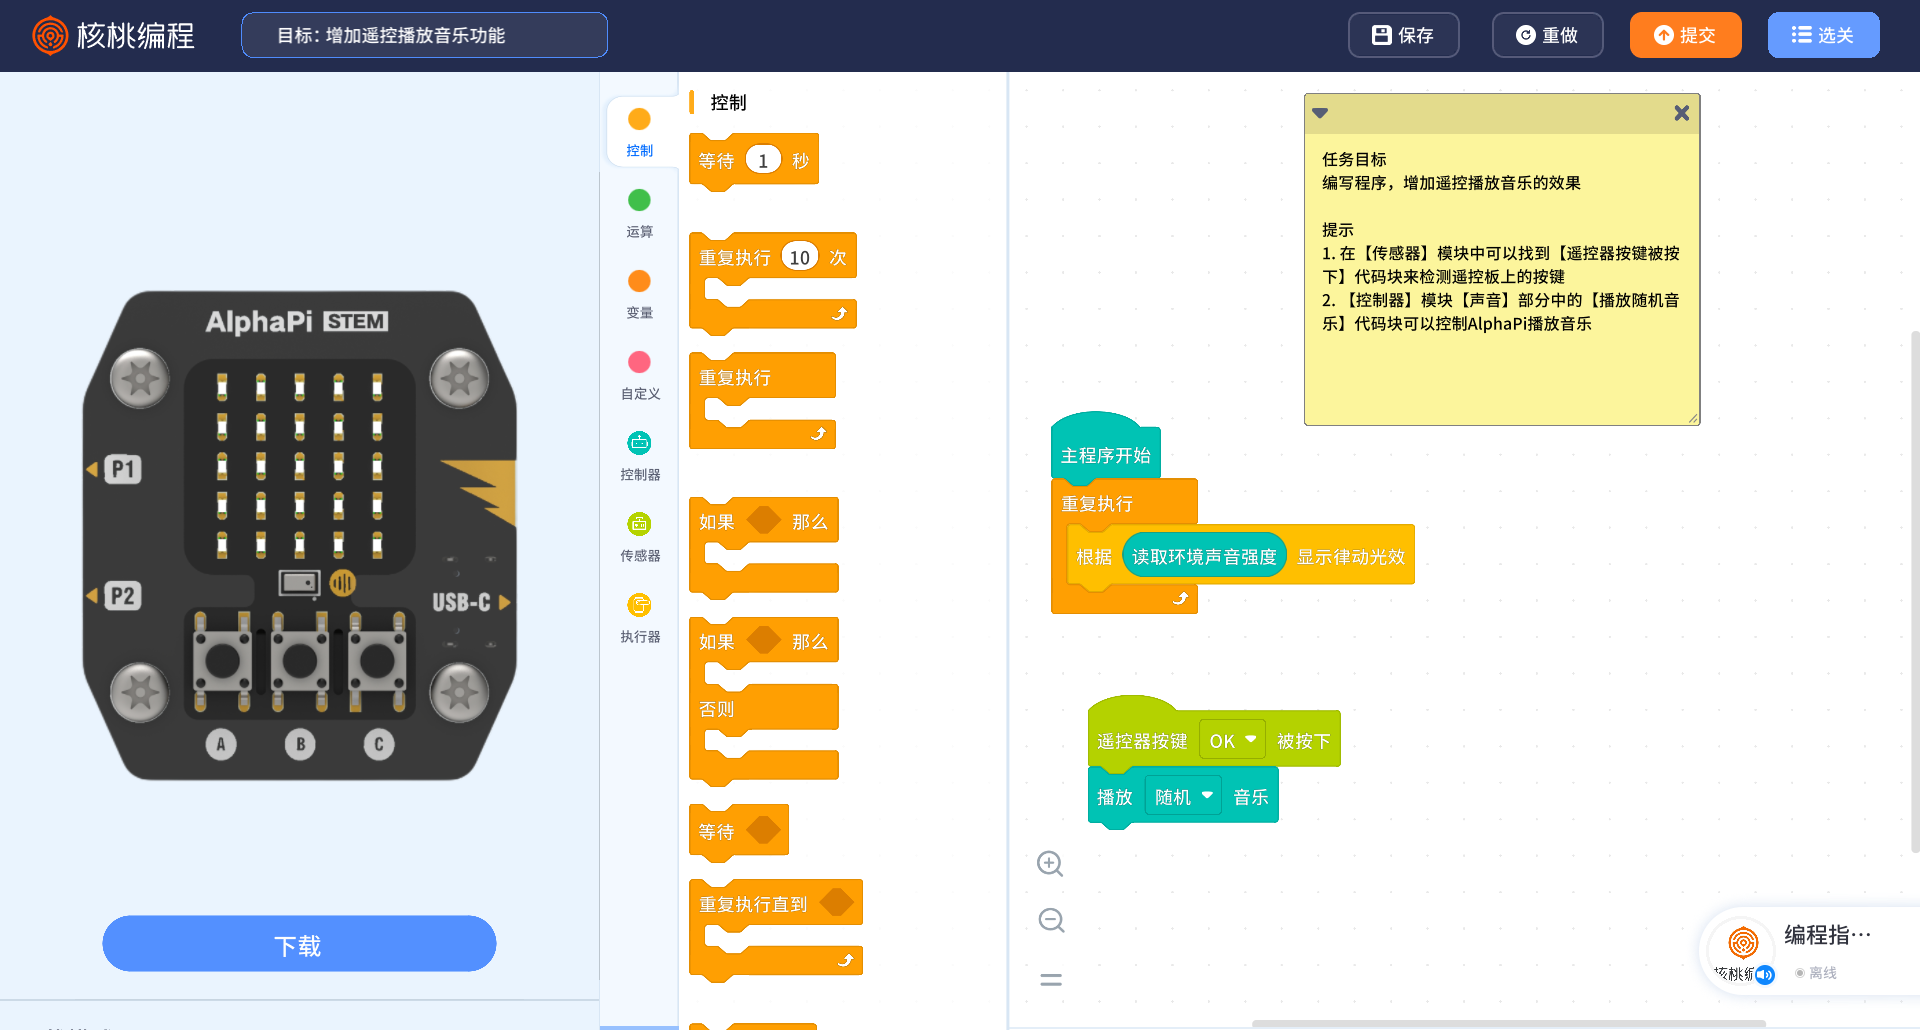 核桃编程
目标：增加遥控播放音乐功能
保存
重做
提交
选关
AlphaPi STEM
P1
P2
USB-C
A
B
C
下载
控制
运算
变量
自定义
控制器
传感器
执行器
控制
等待 1 秒
重复执行 10 次
重复执行
如果 那么
如果 那么
否则
等待
重复执行直到
任务目标
编写程序，增加遥控播放音乐的效果
提示
1. 在【传感器】模块中可以找到【遥控器按键被按
下】代码块来检测遥控板上的按键
2. 【控制器】模块【声音】部分中的【播放随机音
乐】代码块可以控制AlphaPi播放音乐
主程序开始
重复执行
根据 读取环境声音强度 显示律动光效
遥控器按键 OK 被按下
播放 随机 音乐
编程指…
离线